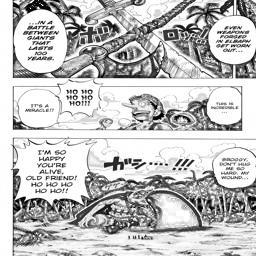 EVEN
WEAPONS
FORGED
IN ELBAPH
GET WORN
OUT...
...IN A
BATTLE
BETWEEN
GIANTS
THAT
LASTS
100
YEARS.
THIS IS
INCREDIBLE...
HO HO
HO HO
HO!!!
IT'S A
MIRACLE!!
BROGGY,
DON'T HUG
ME SO
HARD. MY
WOUND...
I'M SO
HAPPY
YOU'RE
ALIVE,
OLD FRIEND!
HO HO HO
HO HO!!